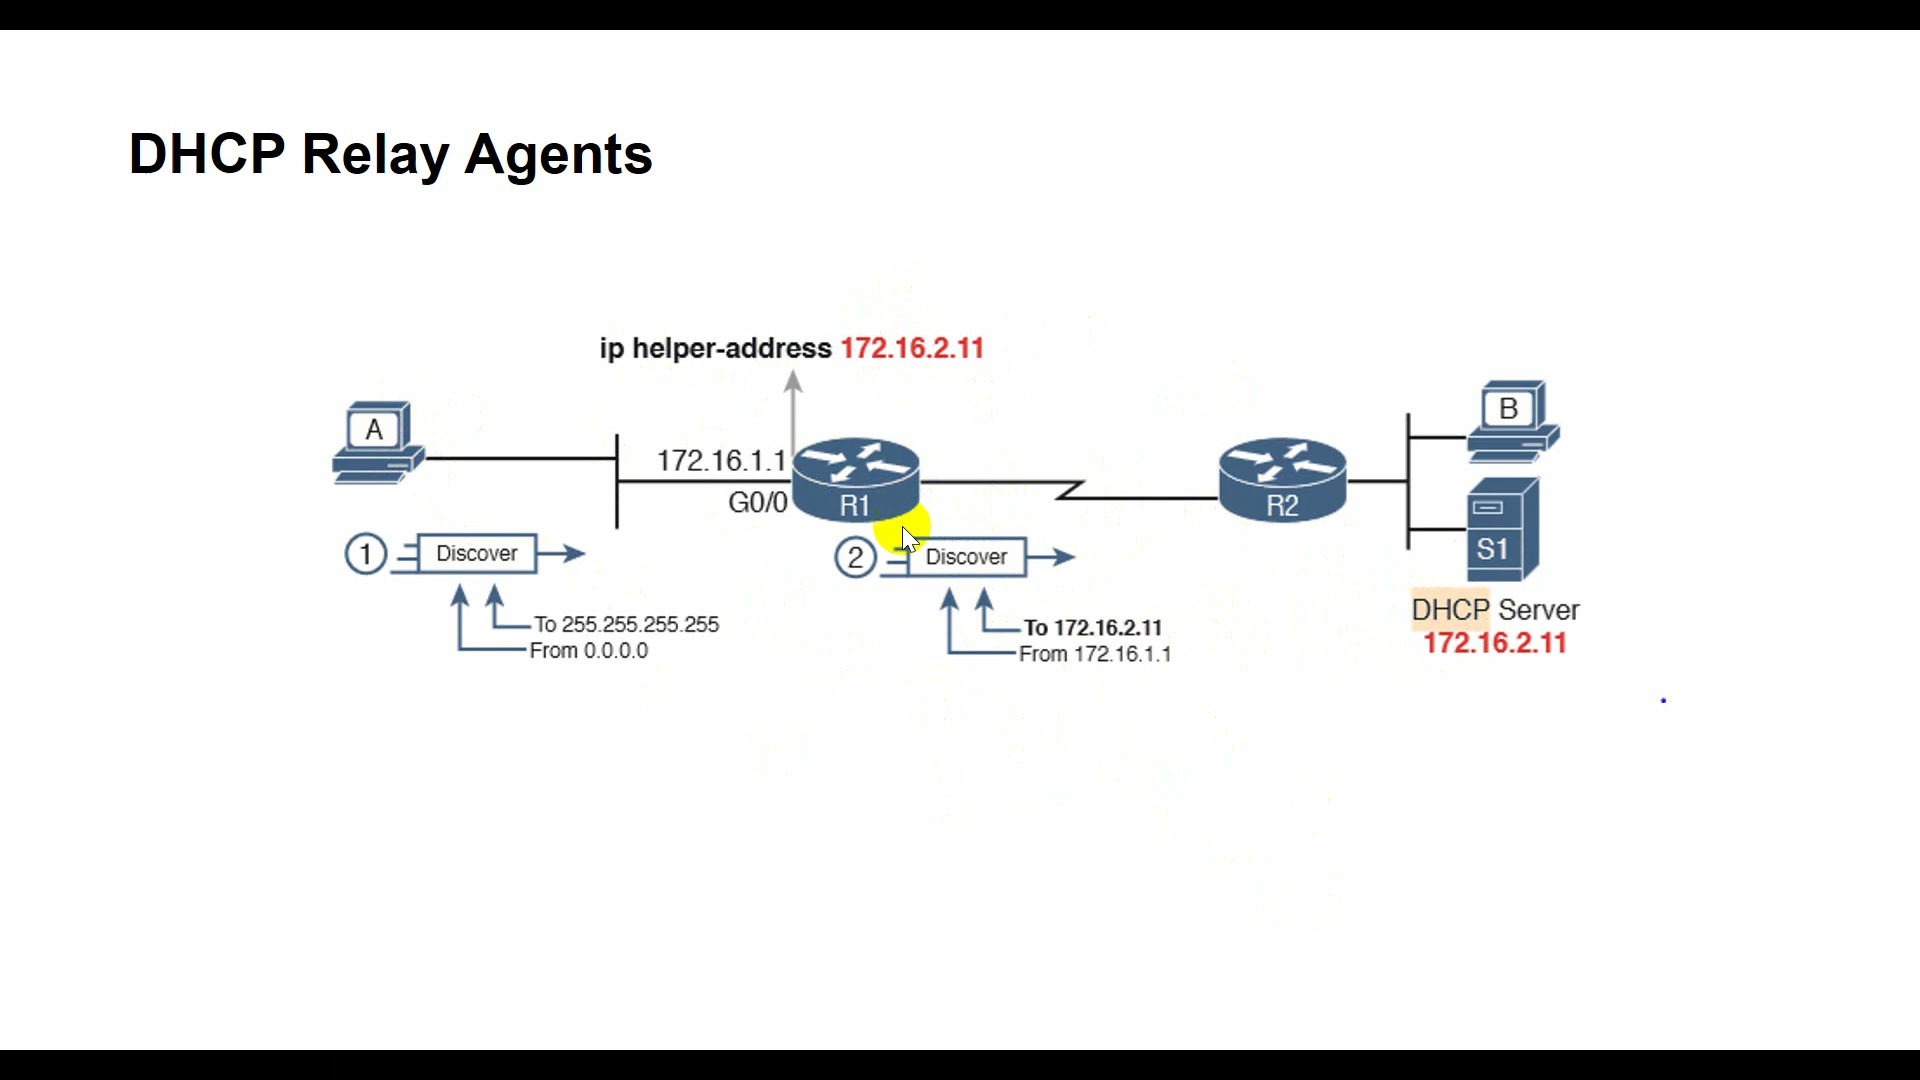 DHCP Relay Agents
ip helper-address 172.16.2.11
A
172.16.1.1
G0/0
R1
R2
B
S1
DHCP Server
172.16.2.11
1
Discover
To 255.255.255.255
From 0.0.0.0
2
Discover
To 172.16.2.11
From 172.16.1.1